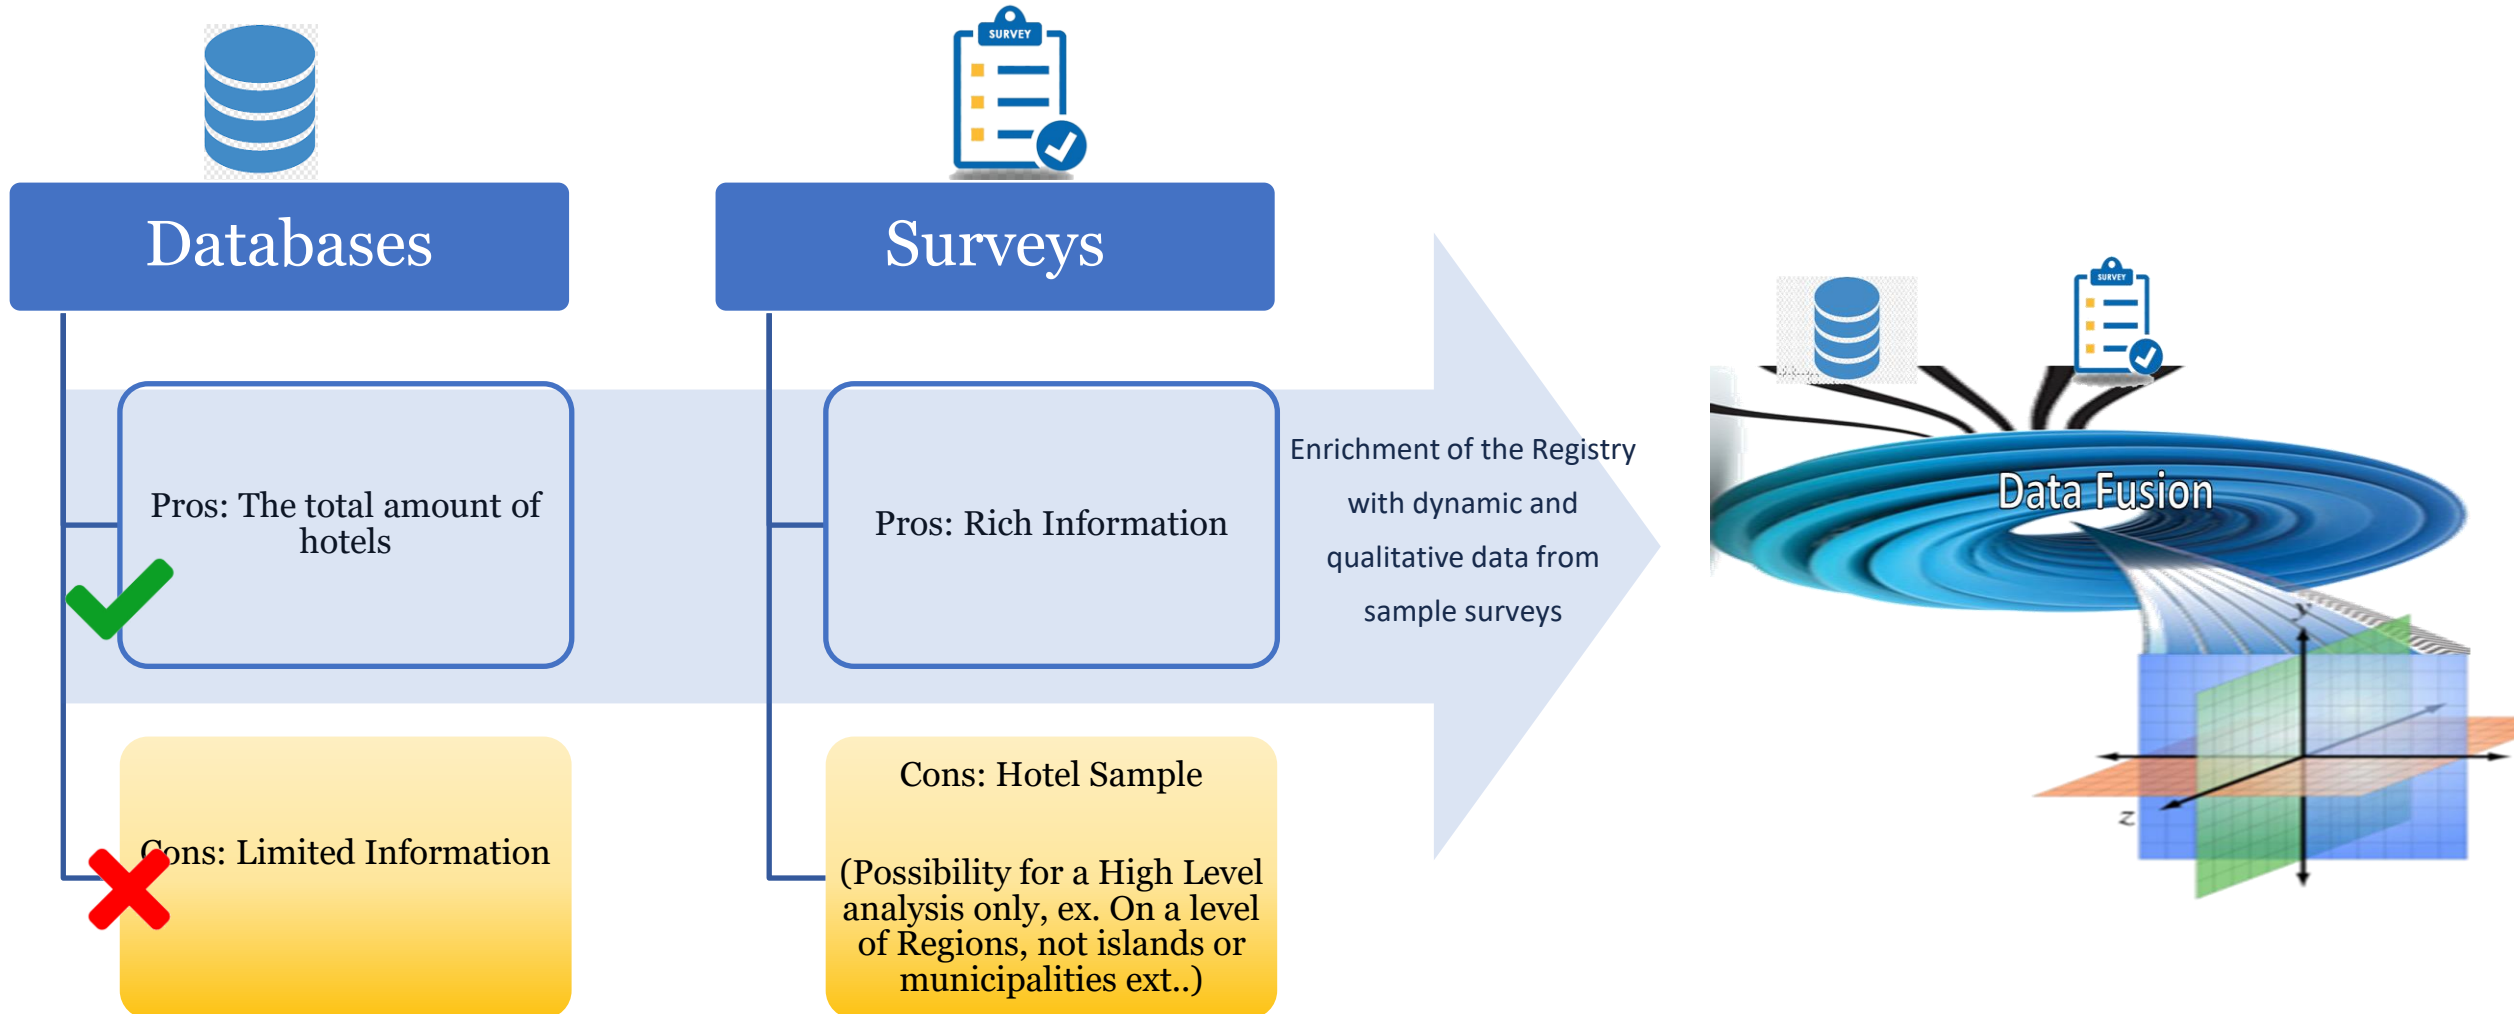 SURVEY
Databases
Pros: The total amount of
hotels
Cons: Limited Information
Surveys
Pros: Rich Information
Cons: Hotel Sample
(Possibility for a High Level
analysis only, ex. On a level
of Regions, not islands or
municipalities ext..)
Enrichment of the Registry
with dynamic and
qualitative data from
sample surveys
SURVEY
Data Fusion
y
z